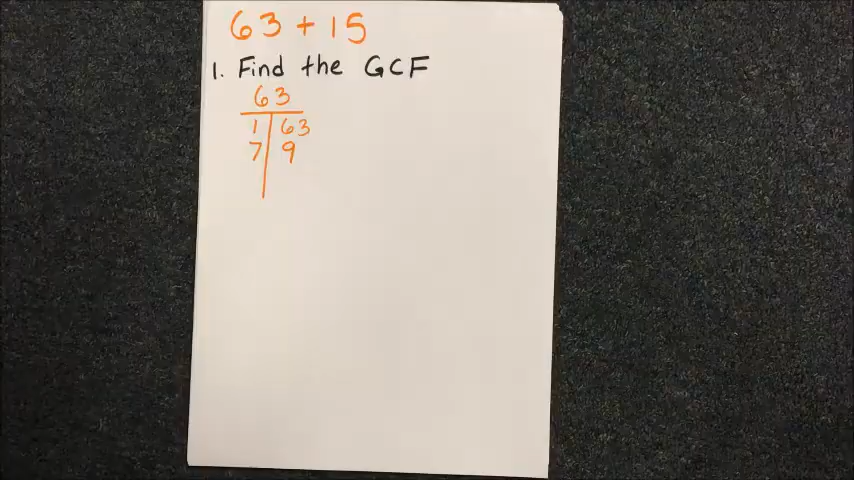 63 + 15
1. Find the GCF
63
1 63
7 9